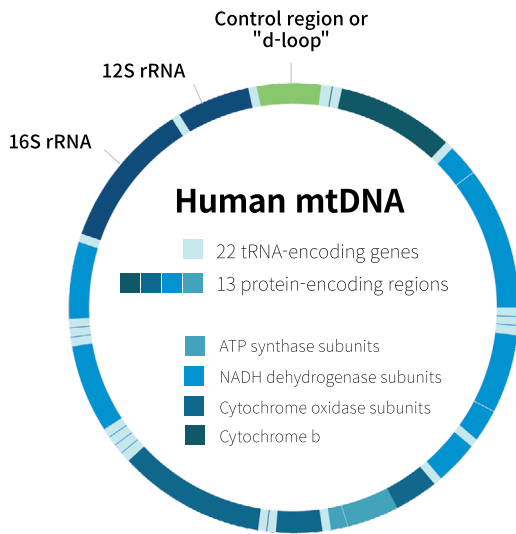 Control region or
"d-loop"
12S rRNA
16S rRNA
Human mtDNA
22 tRNA-encoding genes
13 protein-encoding regions
ATP synthase subunits
NADH dehydrogenase subunits
Cytochrome oxidase subunits
Cytochrome b